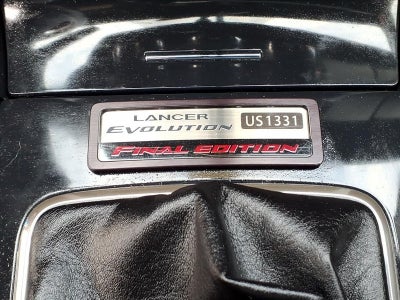 LANCER
EVOLUTION US1331
FINAL EDITION